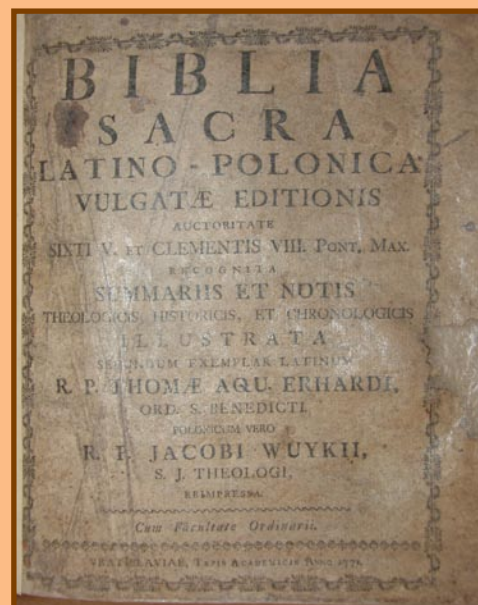 BIBLIA
SACRA
LATINO - POLONICA
VULGATÆ EDITIONIS
AUCTORITATE
SIXTI V. ET CLEMENTIS VIII. PONT. MAX.
RECOGNITA
SUMMARIIS ET NOTIS
THEOLOGICIS, HISTORICIS, ET CHRONOLOGICIS
ILLUSTRATA
SECUNDUM EXEMPLAR LATINUM
R. P. THOMÆ AQU. ERHARDI,
ORD. S. BENEDICTI,
POLONICUM VERO
R. P. JACOBI WUYKII,
S. J. THEOLOGI,
REIMPRESSA.
Cum Facultate Ordinarii.
VRATISLAVIAE, TYPIS ACADEMICIS ANNO